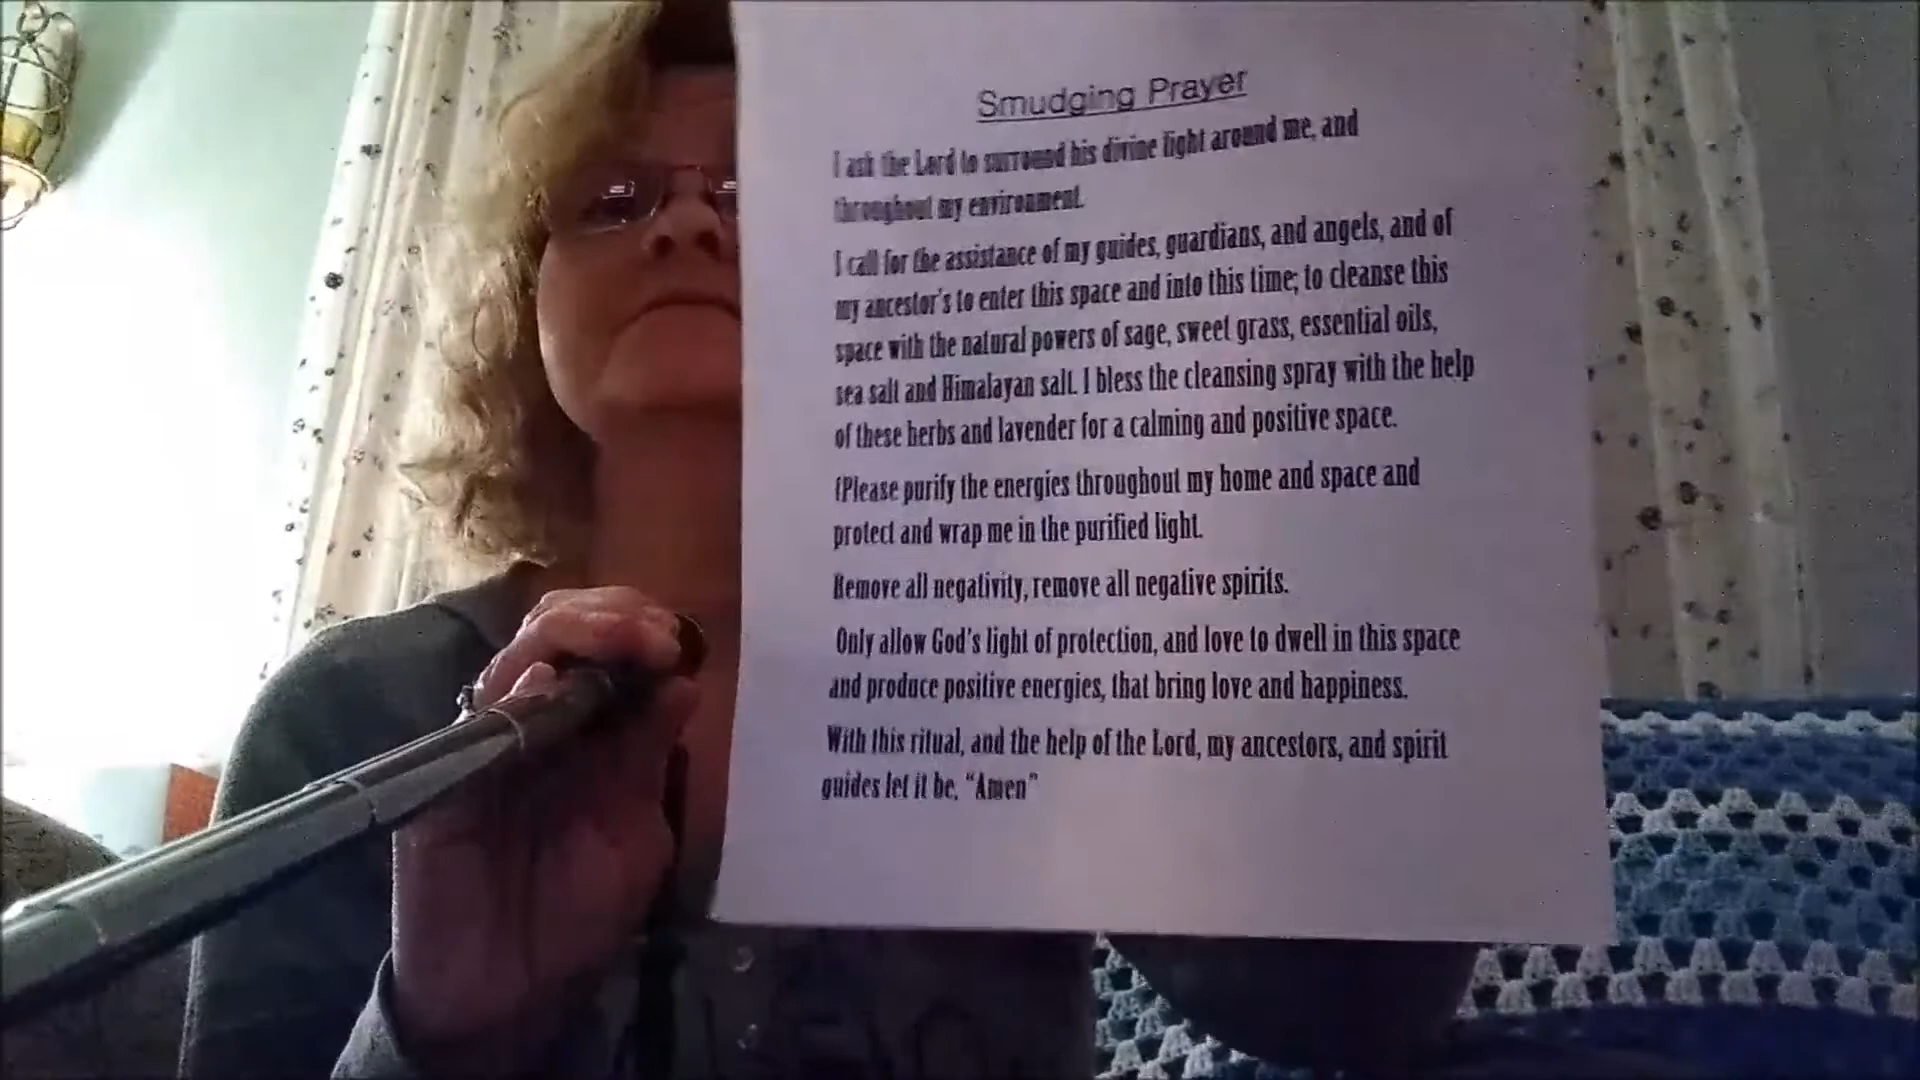 Smudging Prayer
I ask the Lord to surround his divine light around me, and
throughout my environment.
I call for the assistance of my guides, guardians, and angels, and of
my ancestor's to enter this space and into this time; to cleanse this
space with the natural powers of sage, sweet grass, essential oils,
sea salt and Himalayan salt. I bless the cleansing spray with the help
of these herbs and lavender for a calming and positive space.
(Please purify the energies throughout my home and space and
protect and wrap me in the purified light.
Remove all negativity, remove all negative spirits.
Only allow God's light of protection, and love to dwell in this space
and produce positive energies, that bring love and happiness.
With this ritual, and the help of the Lord, my ancestors, and spirit
guides let it be, "Amen"